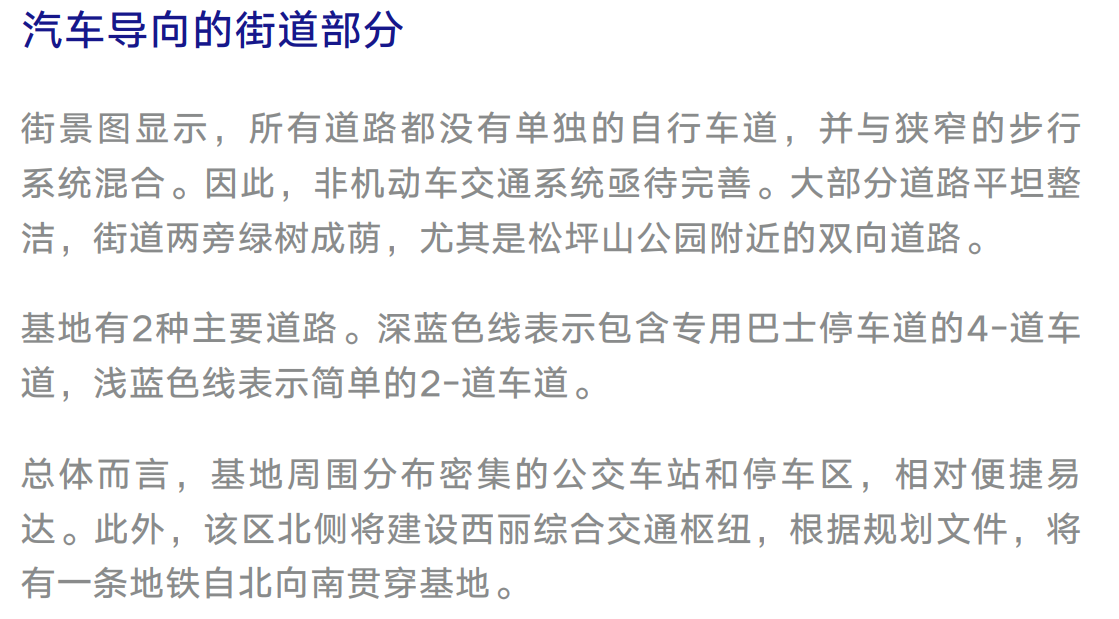 汽车导向的街道部分
街景图显示，所有道路都没有单独的自行车道，并与狭窄的步行
系统混合。因此，非机动车交通系统亟待完善。大部分道路平坦整
洁，街道两旁绿树成荫，尤其是松坪山公园附近的双向道路。
基地有2种主要道路。深蓝色线表示包含专用巴士停车道的4-道车
道，浅蓝色线表示简单的2-道车道。
总体而言，基地周围分布密集的公交车站和停车区，相对便捷易
达。此外，该区北侧将建设西丽综合交通枢纽，根据规划文件，将
有一条地铁自北向南贯穿基地。